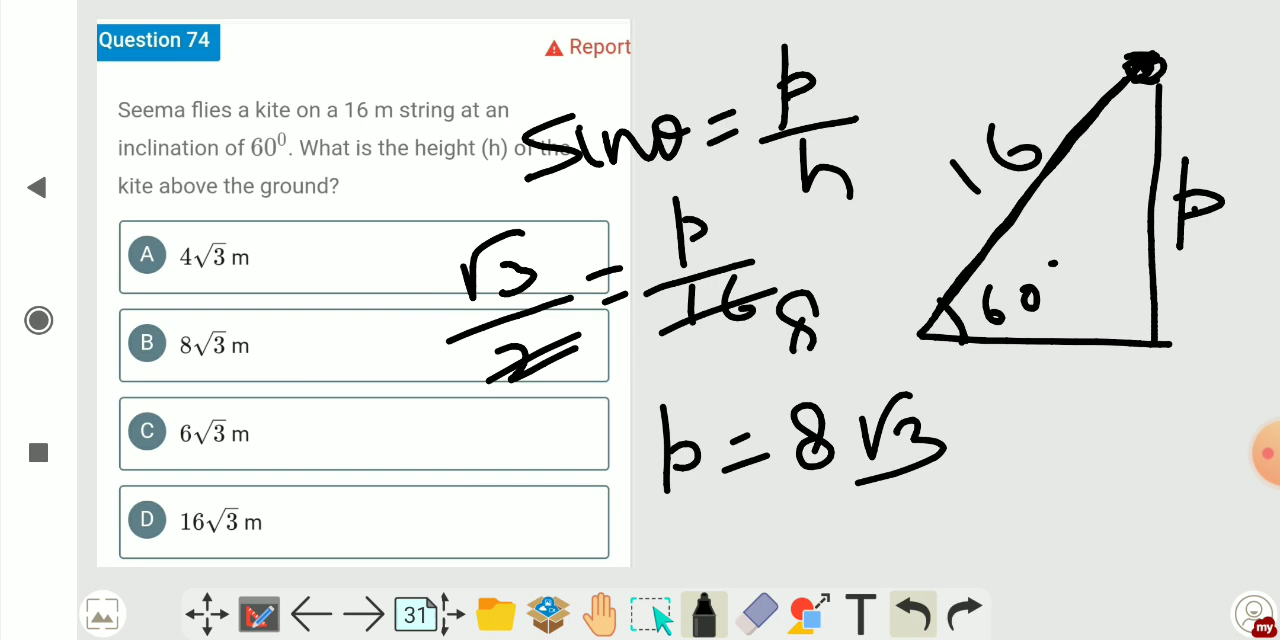 Question 74
Report
Seema flies a kite on a 16 m string at an
inclination of 60⁰. What is the height (h) of the
kite above the ground?
A 4√3 m
B 8√3 m
C 6√3 m
D 16√3 m
sinθ = p/h
√3/2 = p/16 8
p = 8√3
16
p
60°
31
T
my